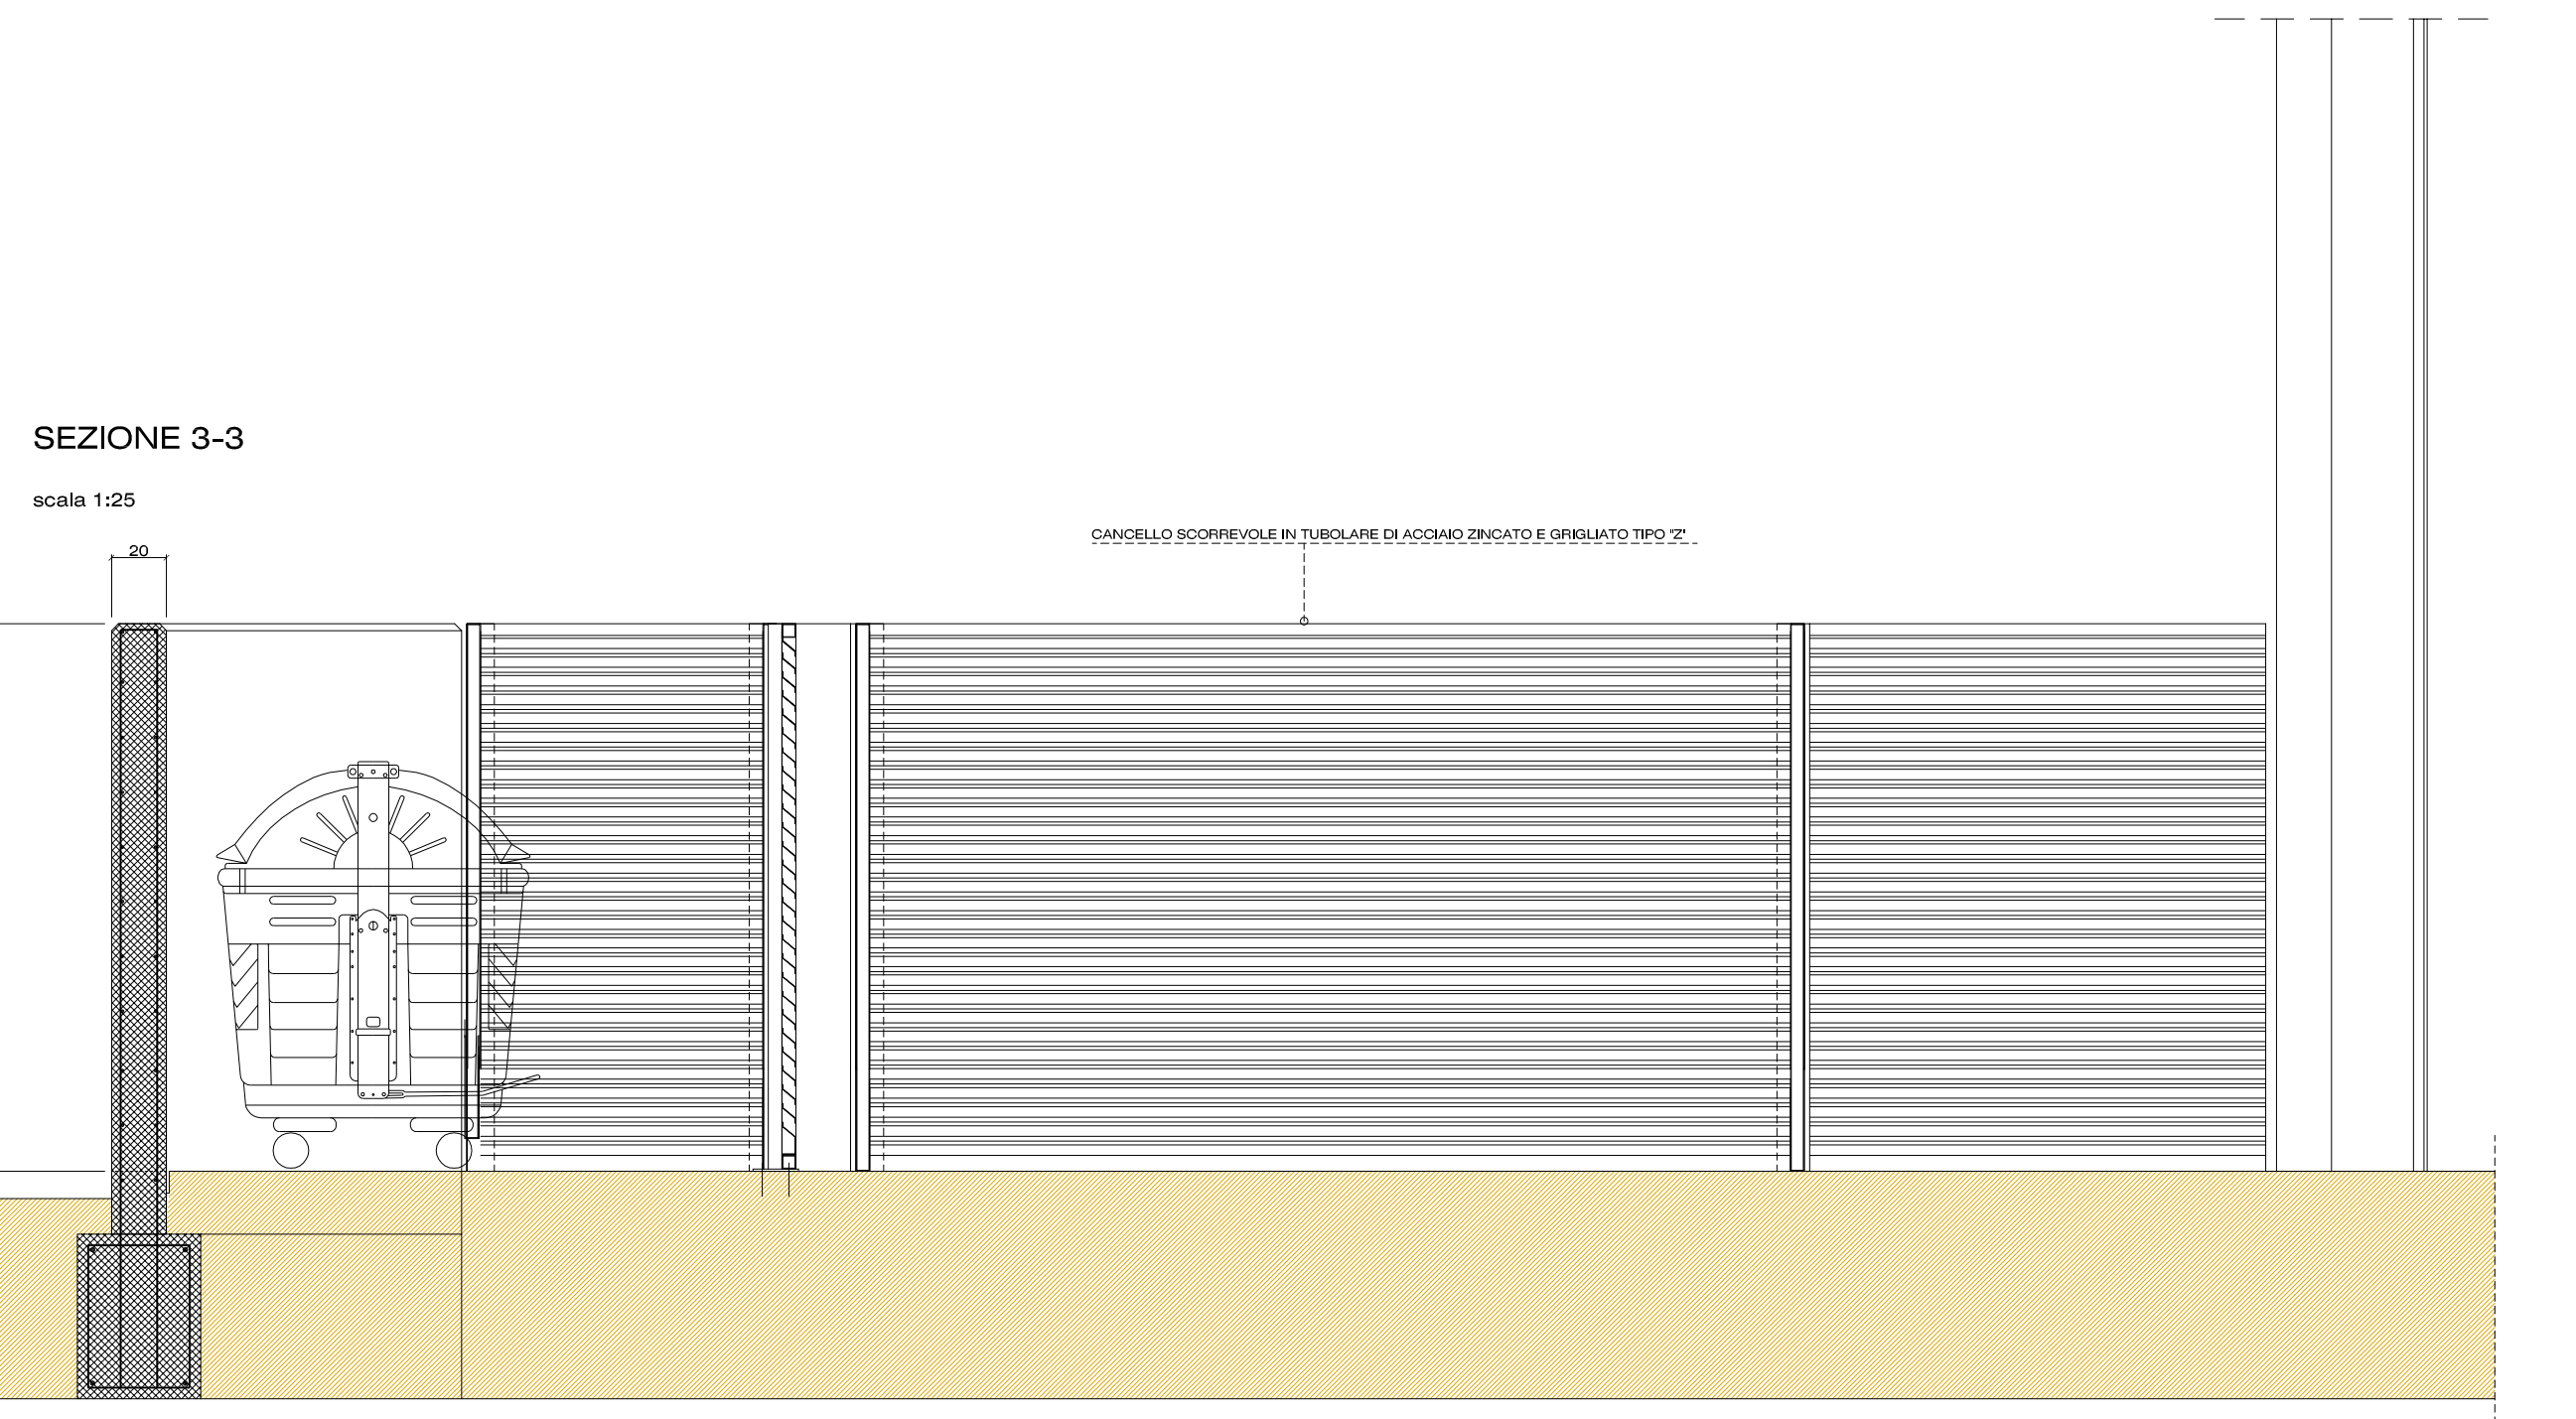 SEZIONE 3-3
scala 1:25
20
CANCELLO SCORREVOLE IN TUBOLARE DI ACCIAIO ZINCATO E GRIGLIATO TIPO "Z"